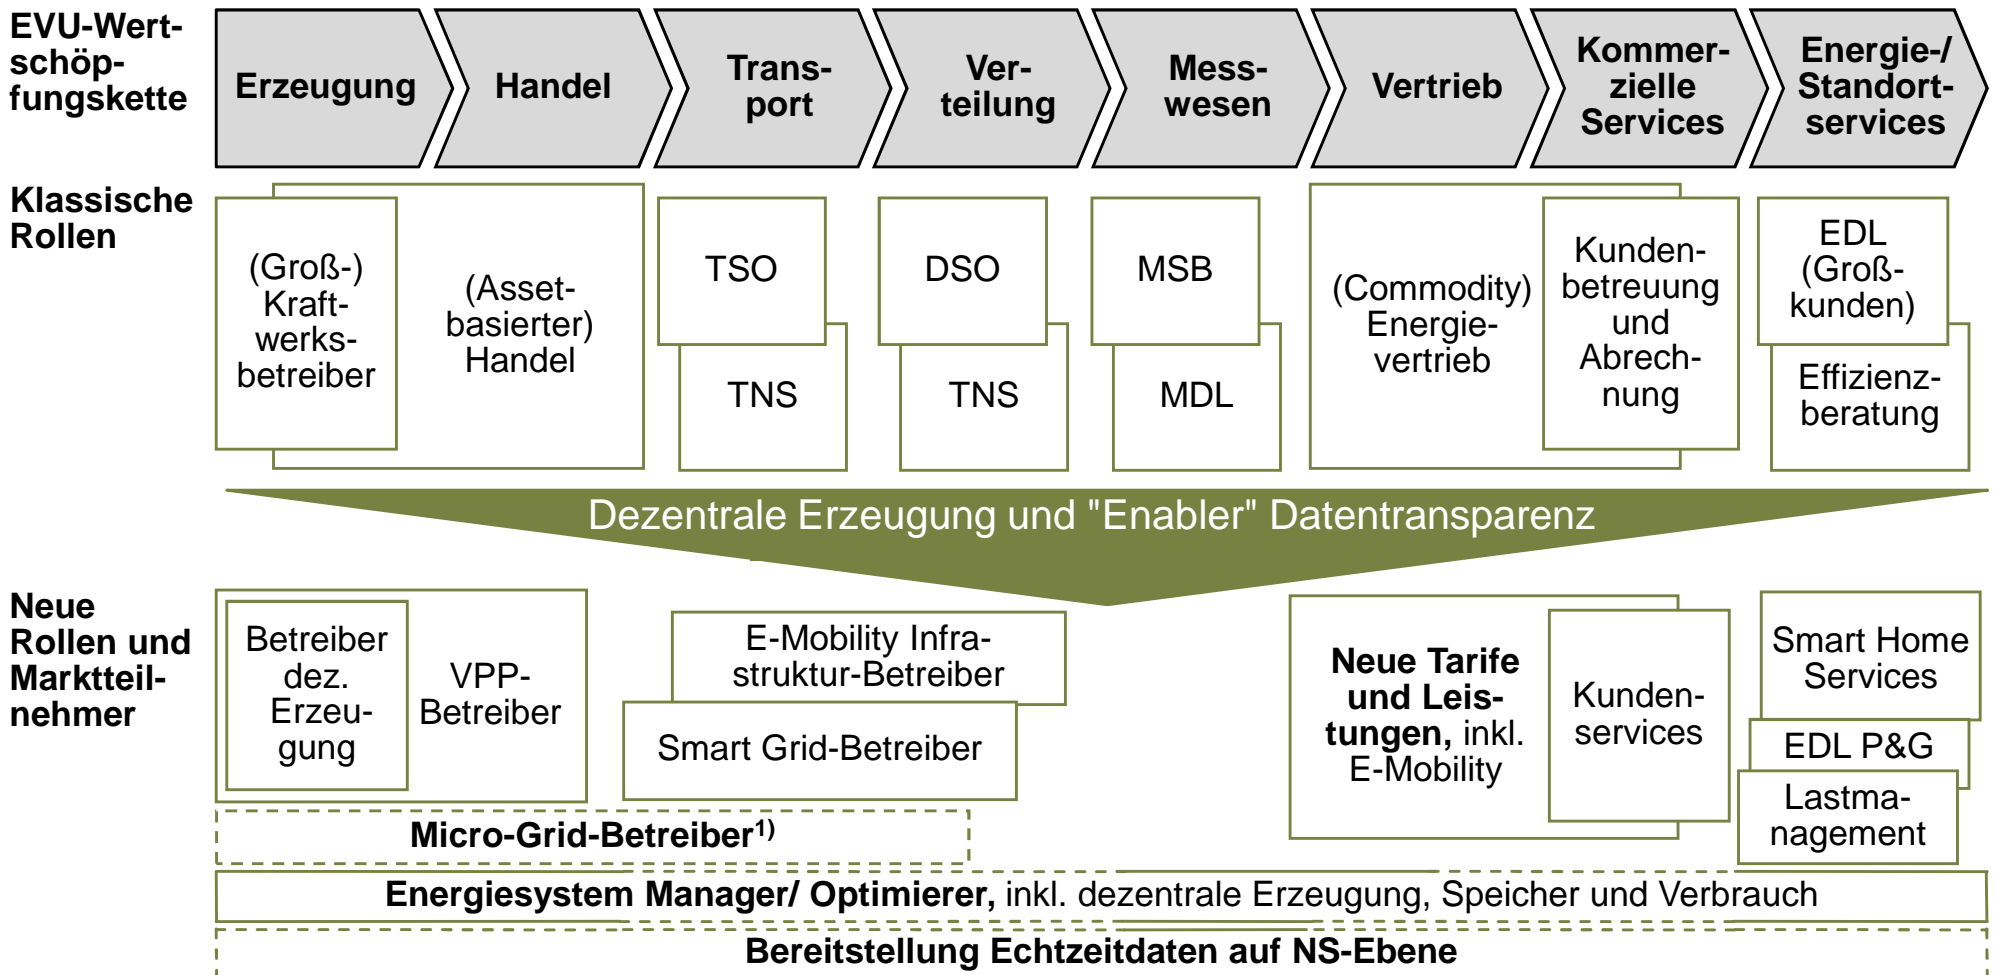 EVU-Wert-
schöp-
fungskette
Erzeugung
Handel
Trans-
port
Ver-
teilung
Mess-
wesen
Vertrieb
Kommer-
zielle
Services
Energie-/
Standort-
services
Klassische
Rollen
(Groß-)
Kraft-
werks-
betreiber
(Asset-
basierter)
Handel
TSO
TNS
DSO
TNS
MSB
MDL
(Commodity)
Energie-
vertrieb
Kunden-
betreuung
und
Abrech-
nung
EDL
(Groß-
kunden)
Effizienz-
beratung
Dezentrale Erzeugung und "Enabler" Datentransparenz
Neue
Rollen und
Marktteil-
nehmer
Betreiber
dez.
Erzeu-
gung
VPP-
Betreiber
E-Mobility Infra-
struktur-Betreiber
Smart Grid-Betreiber
Neue Tarife
und Leis-
tungen, inkl.
E-Mobility
Kunden-
services
Smart Home
Services
EDL P&G
Lastma-
nagement
Micro-Grid-Betreiber1)
Energiesystem Manager/ Optimierer, inkl. dezentrale Erzeugung, Speicher und Verbrauch
Bereitstellung Echtzeitdaten auf NS-Ebene